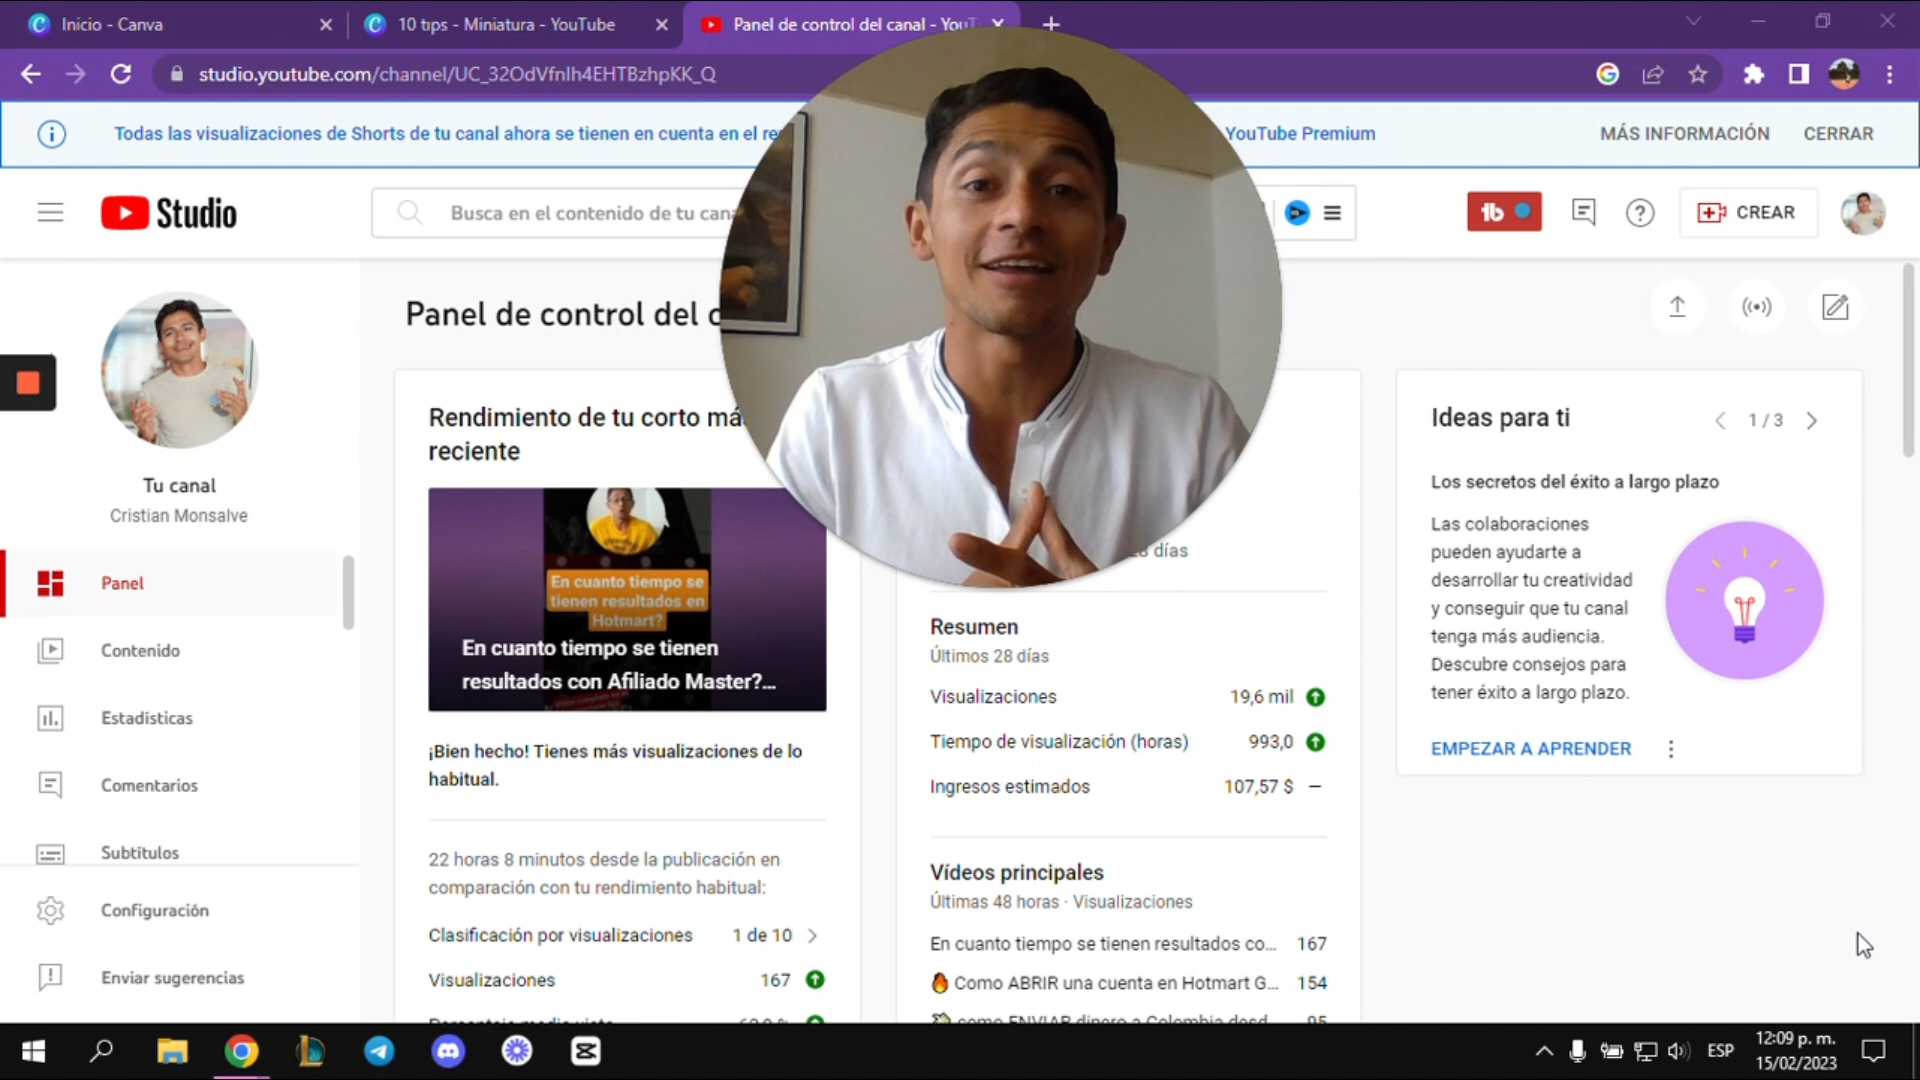 Inicio - Canva
10 tips - Miniatura - YouTube
Panel de control del canal - YouT
studio.youtube.com/channel/UC_32OdVfnIh4EHTBzhpKK_Q
Todas las visualizaciones de Shorts de tu canal ahora se tienen en cuenta en el
YouTube Premium
MÁS INFORMACIÓN
CERRAR
Studio
Busca en el contenido de tu
tb
CREAR
Panel de control del
Tu canal
Cristian Monsalve
Panel
Contenido
Estadísticas
Comentarios
Subtítulos
Configuración
Enviar sugerencias
Rendimiento de tu corto más
reciente
En cuanto tiempo se
tienen resultados en
Hotmart?
En cuanto tiempo se tienen
resultados con Afiliado Master?...
¡Bien hecho! Tienes más visualizaciones de lo
habitual.
22 horas 8 minutos desde la publicación en
comparación con tu rendimiento habitual:
Clasificación por visualizaciones 1 de 10
Visualizaciones 167
días
Resumen
Últimos 28 días
Visualizaciones 19,6 mil
Tiempo de visualización (horas) 993,0
Ingresos estimados 107,57 $ —
Vídeos principales
Últimas 48 horas · Visualizaciones
En cuanto tiempo se tienen resultados co... 167
Como ABRIR una cuenta en Hotmart G... 154
como ENVIAR dinero a Colombia desd 95
Ideas para ti
1 / 3
Los secretos del éxito a largo plazo
Las colaboraciones
pueden ayudarte a
desarrollar tu creatividad
y conseguir que tu canal
tenga más audiencia.
Descubre consejos para
tener éxito a largo plazo.
EMPEZAR A APRENDER
ESP
12:09 p. m.
15/02/2023